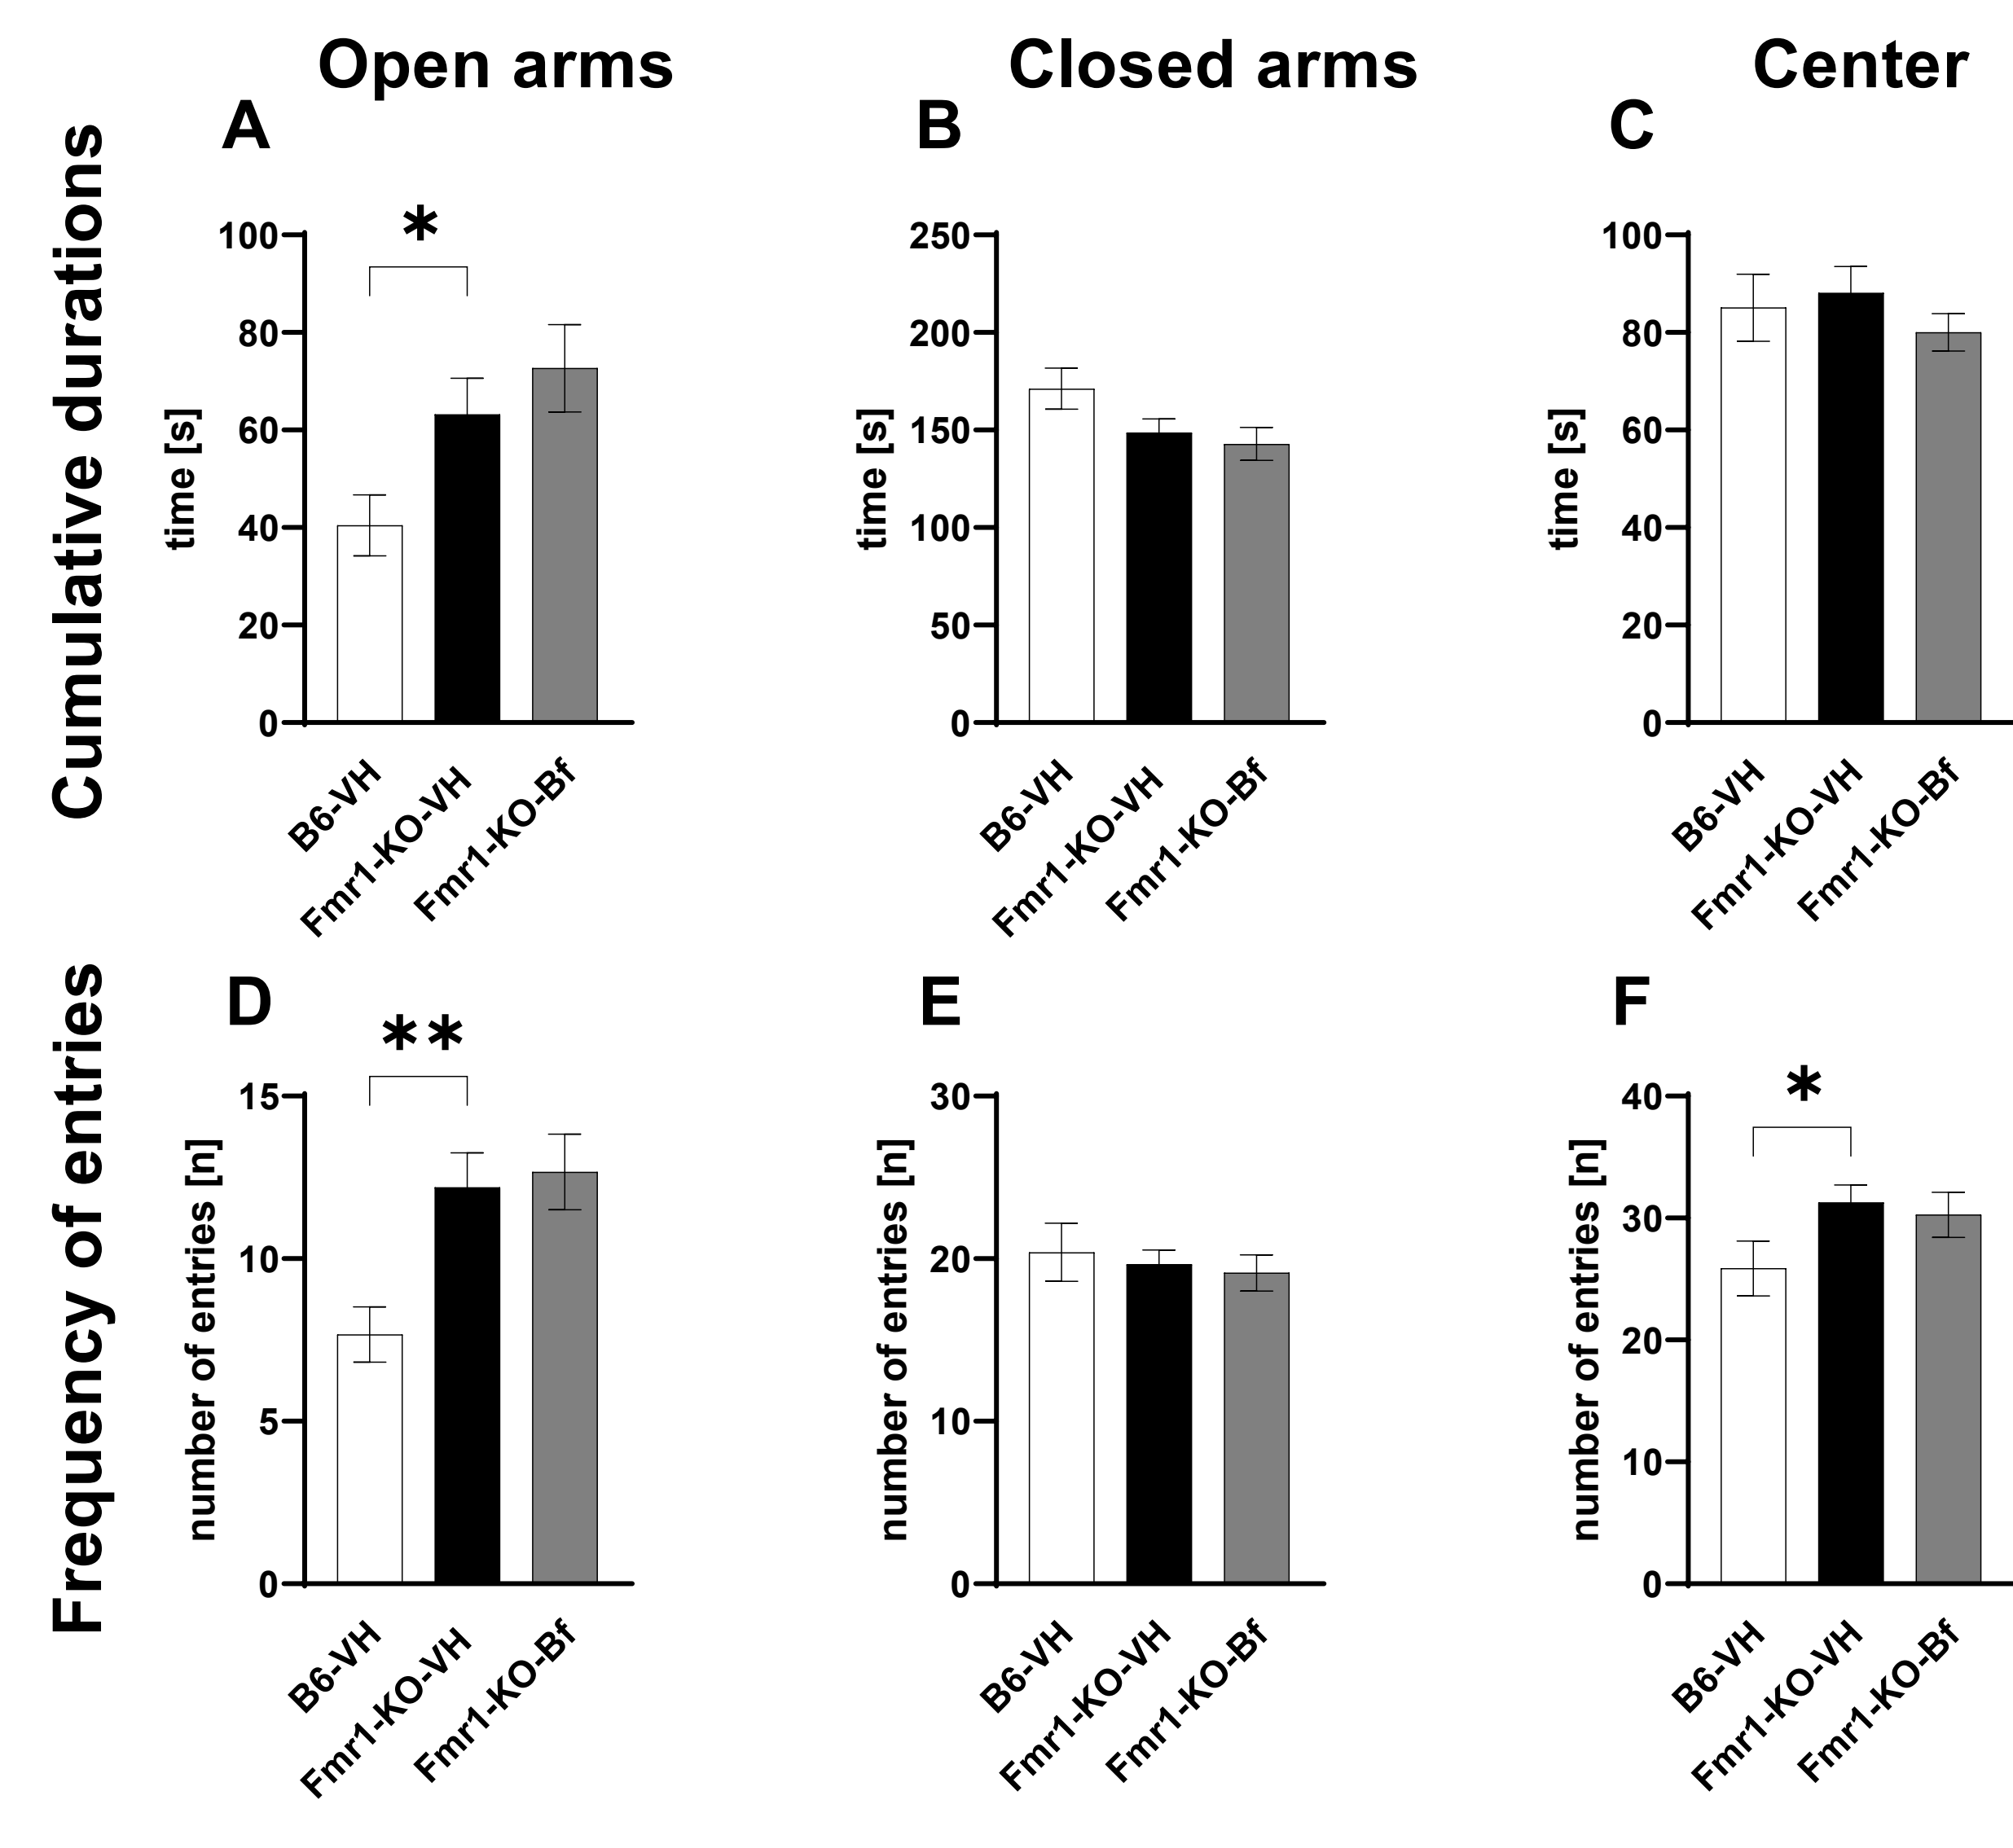 Open arms
Closed arms
Center
Cumulative durations
A
*
time [s]
100
80
60
40
20
0
B6-VH
Fmr1-KO-VH
Fmr1-KO-Bf
B
time [s]
250
200
150
100
50
0
B6-VH
Fmr1-KO-VH
Fmr1-KO-Bf
C
time [s]
100
80
60
40
20
0
B6-VH
Fmr1-KO-VH
Fmr1-KO-Bf
Frequency of entries
D
**
number of entries [n]
15
10
5
0
B6-VH
Fmr1-KO-VH
Fmr1-KO-Bf
E
number of entries [n]
30
20
10
0
B6-VH
Fmr1-KO-VH
Fmr1-KO-Bf
F
*
number of entries [n]
40
30
20
10
0
B6-VH
Fmr1-KO-VH
Fmr1-KO-Bf